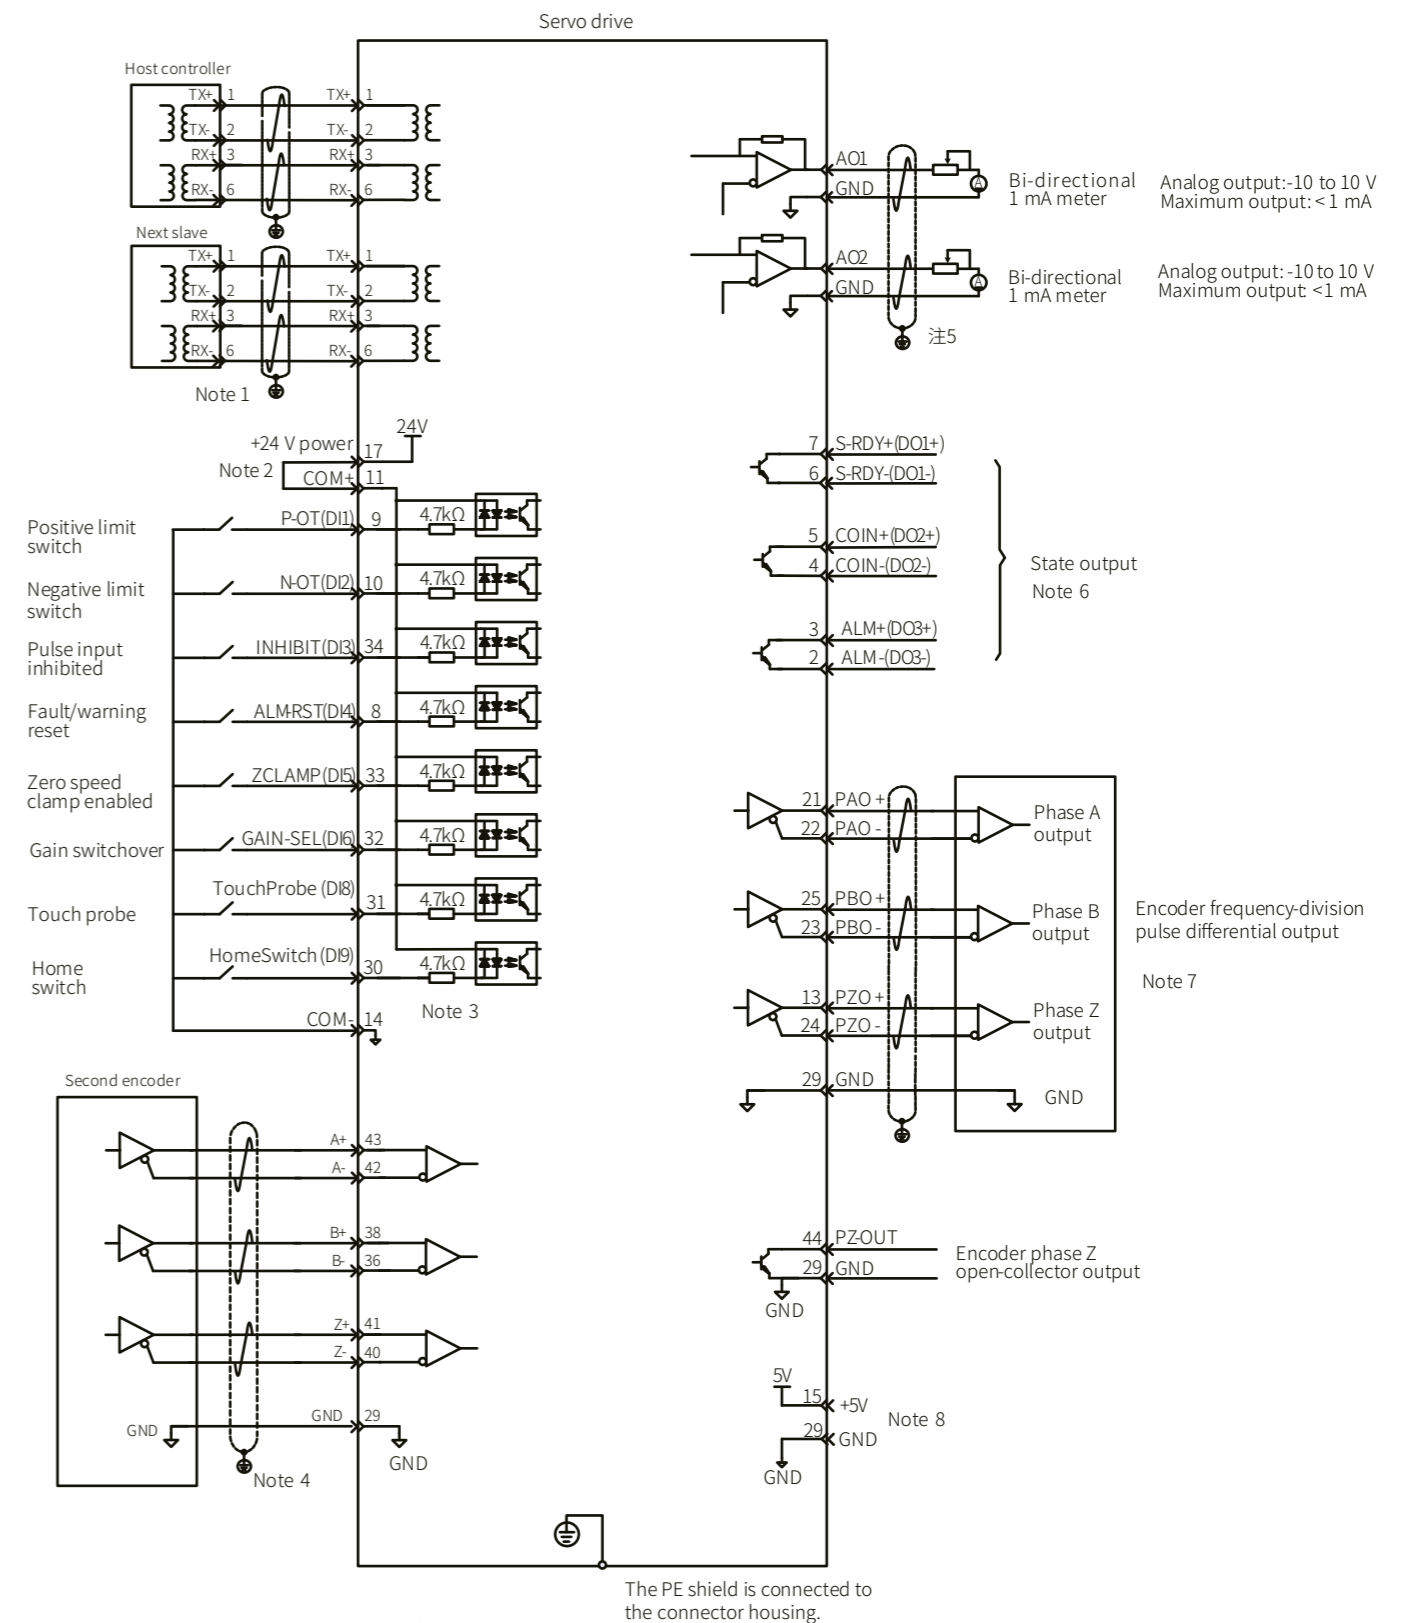 Servo drive
Host controller
TX+ 1 TX+ 1
TX- 2 TX- 2
RX+ 3 RX+ 3
RX- 6 RX- 6
Next slave
TX+ 1 TX+ 1
TX- 2 TX- 2
RX+ 3 RX+ 3
RX- 6 RX- 6
Note 1
+24 V power 17 24V
Note 2
COM+ 11
Positive limit
switch
P-OT(DI1) 9 4.7kΩ
Negative limit
switch
N-OT(DI2) 10 4.7kΩ
Pulse input
inhibited
INHIBIT(DI3) 34 4.7kΩ
Fault/warning
reset
ALM-RST(DI4) 8 4.7kΩ
Zero speed
clamp enabled
ZCLAMP(DI5) 33 4.7kΩ
Gain switchover
GAIN-SEL(DI6) 32 4.7kΩ
Touch probe
TouchProbe (DI8) 31 4.7kΩ
Home
switch
HomeSwitch (DI9) 30 4.7kΩ
Note 3
COM- 14
Second encoder
A+ 43
A- 42
B+ 38
B- 36
Z+ 41
Z- 40
GND GND 29
GND
Note 4
AO1
GND
A
Bi-directional
1 mA meter
Analog output:-10 to 10 V
Maximum output: < 1 mA
AO2
GND
A
Bi-directional
1 mA meter
Analog output: -10 to 10 V
Maximum output: <1 mA
注5
7 S-RDY+(DO1+)
6 S-RDY-(DO1-)
5 COIN+(DO2+)
4 COIN-(DO2-)
3 ALM+(DO3+)
2 ALM-(DO3-)
State output
Note 6
21 PAO +
22 PAO -
Phase A
output
25 PBO +
23 PBO -
Phase B
output
13 PZO +
24 PZO -
Phase Z
output
29 GND
GND
Encoder frequency-division
pulse differential output
Note 7
44 PZ-OUT
29 GND
GND
Encoder phase Z
open-collector output
5V
15 +5V
29 GND
GND
Note 8
The PE shield is connected to
the connector housing.